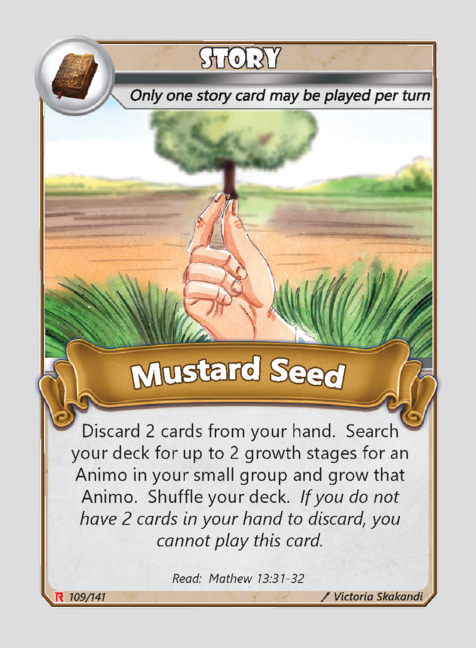 STORY
Only one story card may be played per turn
Mustard Seed
Discard 2 cards from your hand. Search
your deck for up to 2 growth stages for an
Animo in your small group and grow that
Animo. Shuffle your deck. If you do not
have 2 cards in your hand to discard, you
cannot play this card.
Read: Mathew 13:31-32
R 109/141
Victoria Skakandi